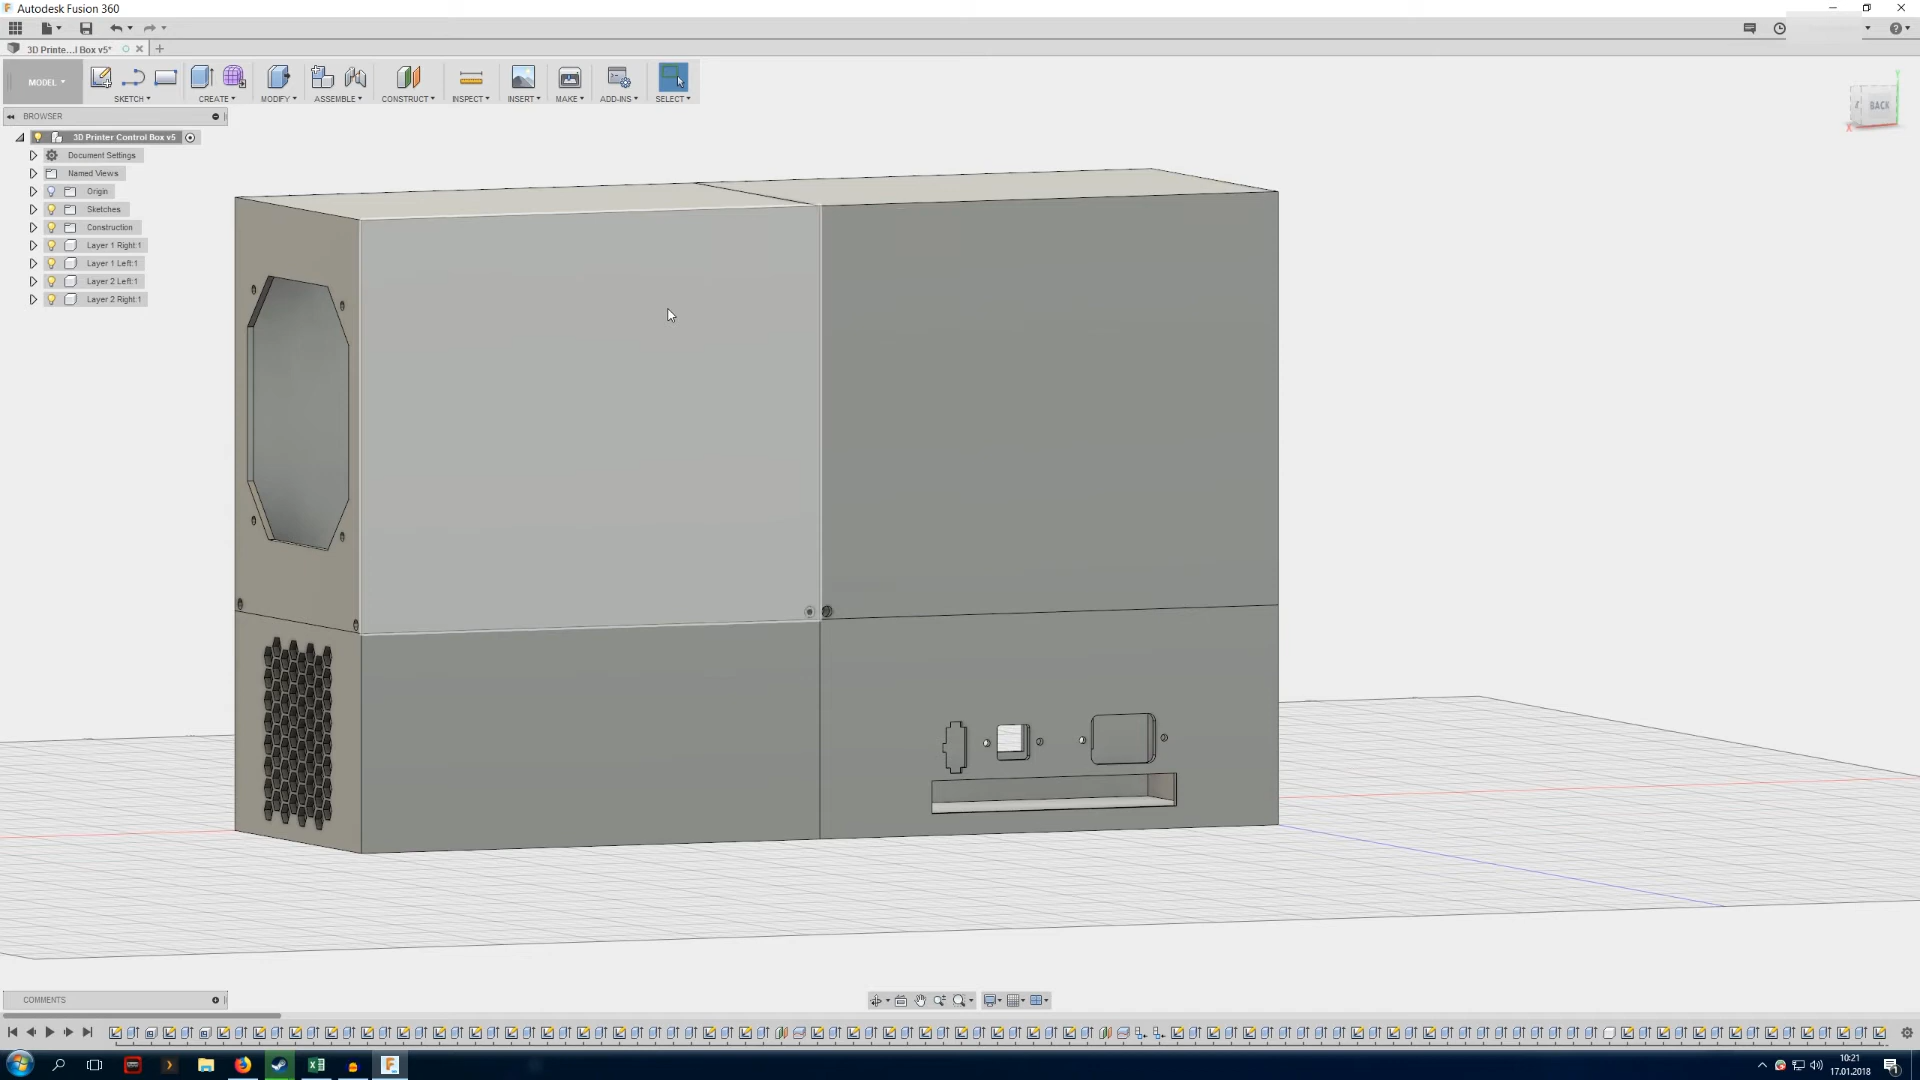 Autodesk Fusion 360
3D Printe...l Box v5*
MODEL
SKETCH
CREATE
MODIFY
ASSEMBLE
CONSTRUCT
INSPECT
INSERT
MAKE
ADD-INS
SELECT
BACK
BROWSER
3D Printer Control Box v5
Document Settings
Named Views
Origin
Sketches
Construction
Layer 1 Right:1
Layer 1 Left:1
Layer 2 Left:1
Layer 2 Right:1
COMMENTS
10:21
17.01.2018